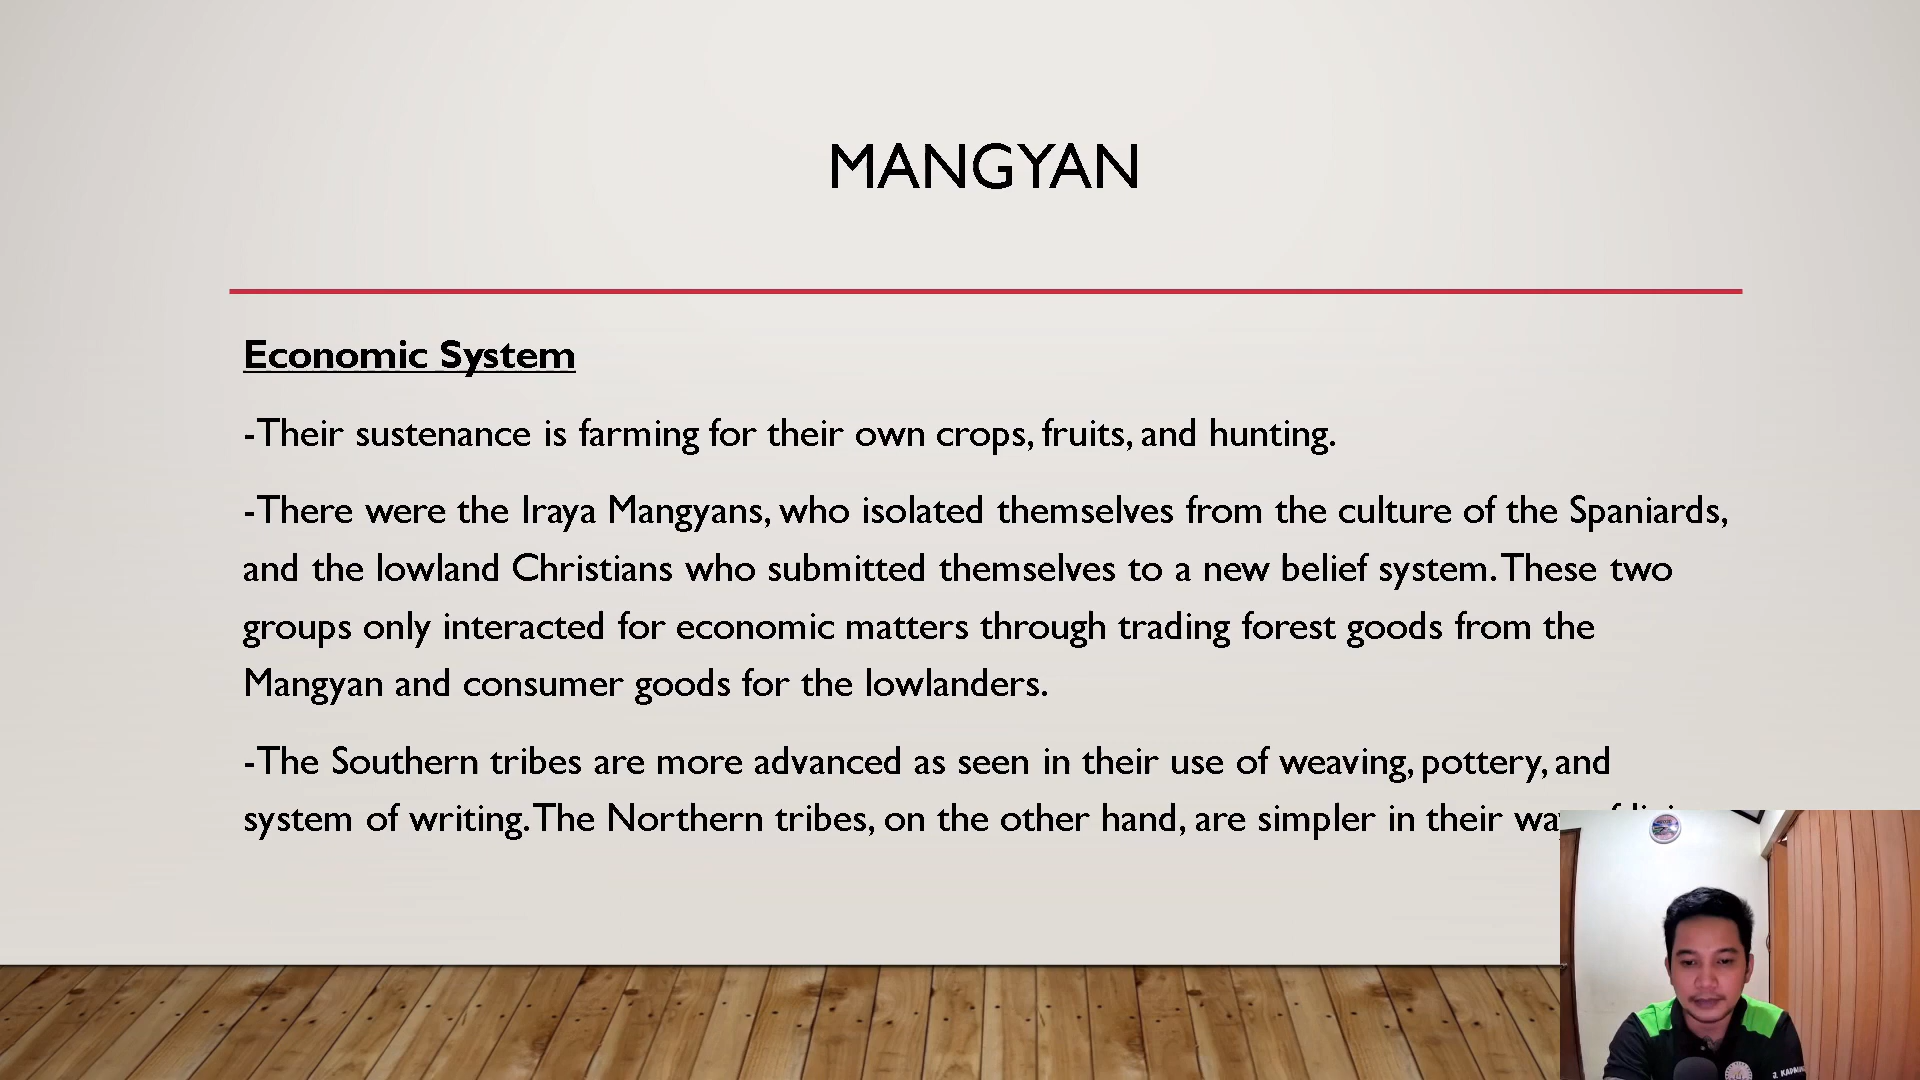 MANGYAN
Economic System
-Their sustenance is farming for their own crops, fruits, and hunting.
-There were the Iraya Mangyans, who isolated themselves from the culture of the Spaniards,
and the lowland Christians who submitted themselves to a new belief system. These two
groups only interacted for economic matters through trading forest goods from the
Mangyan and consumer goods for the lowlanders.
-The Southern tribes are more advanced as seen in their use of weaving, pottery, and
system of writing. The Northern tribes, on the other hand, are simpler in their